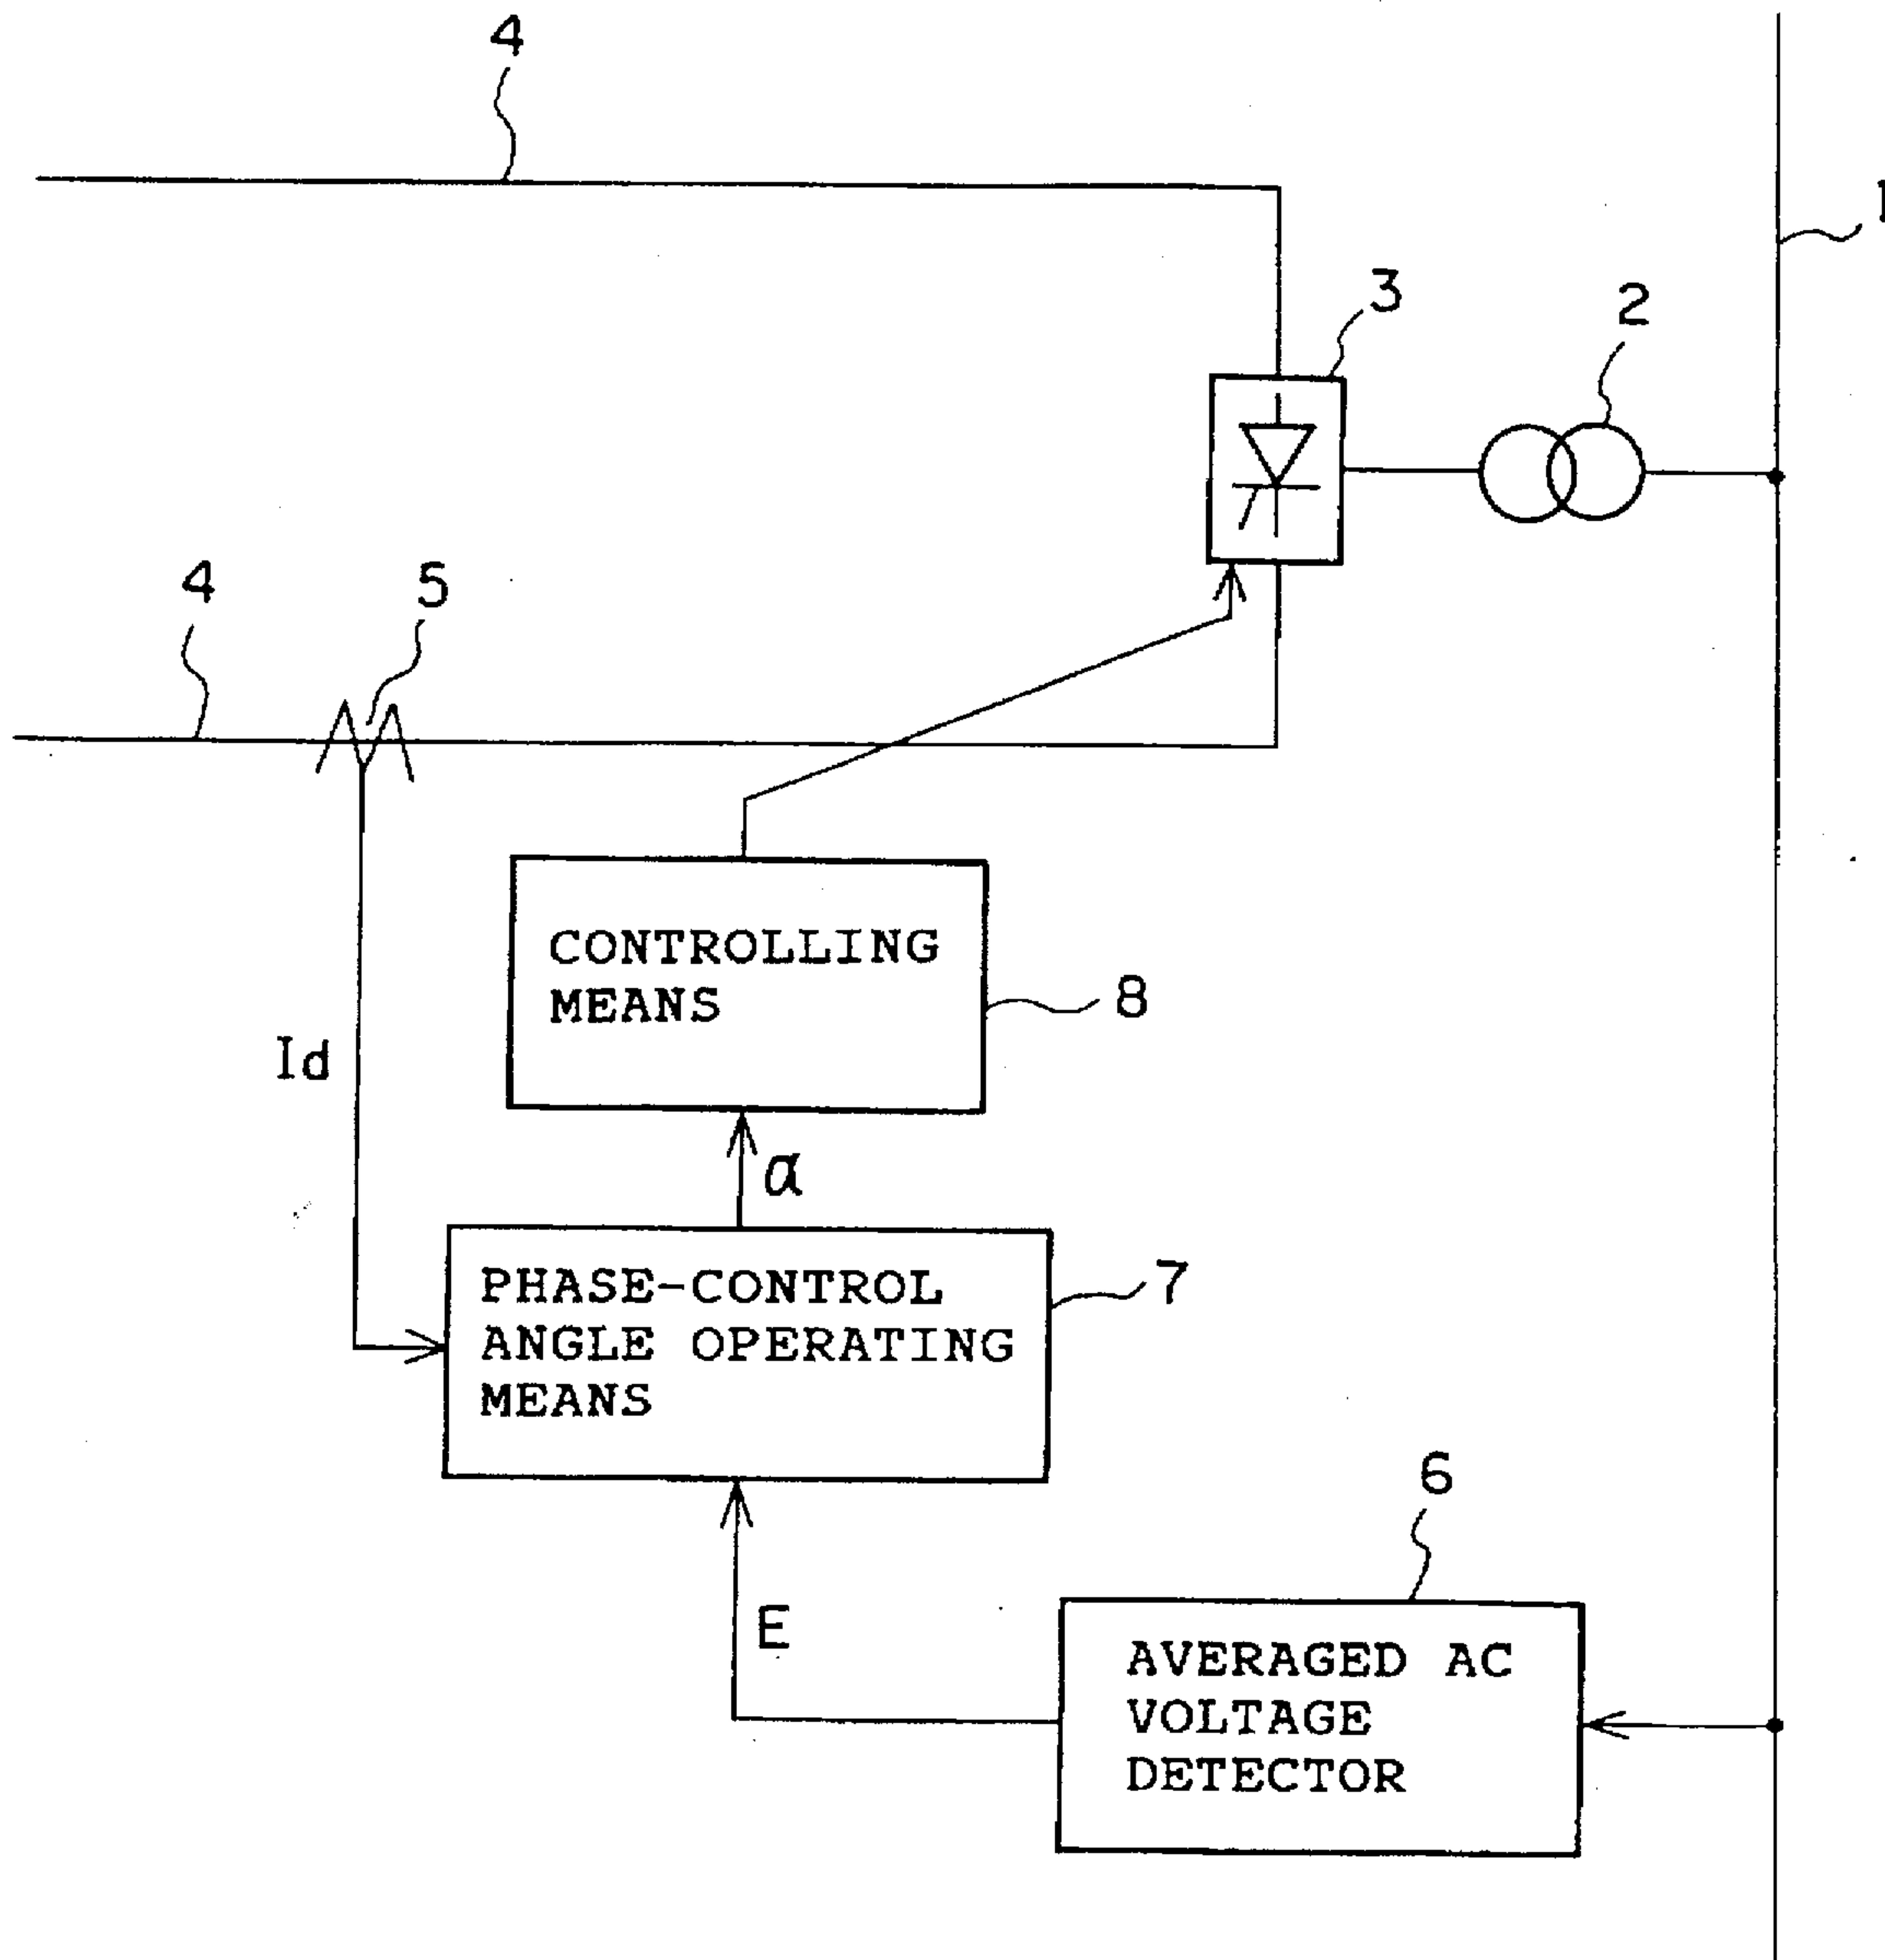 4
1
3
2
4
5
CONTROLLING
MEANS
8
Id
α
PHASE-CONTROL
ANGLE OPERATING
MEANS
7
6
E
AVERAGED AC
VOLTAGE
DETECTOR